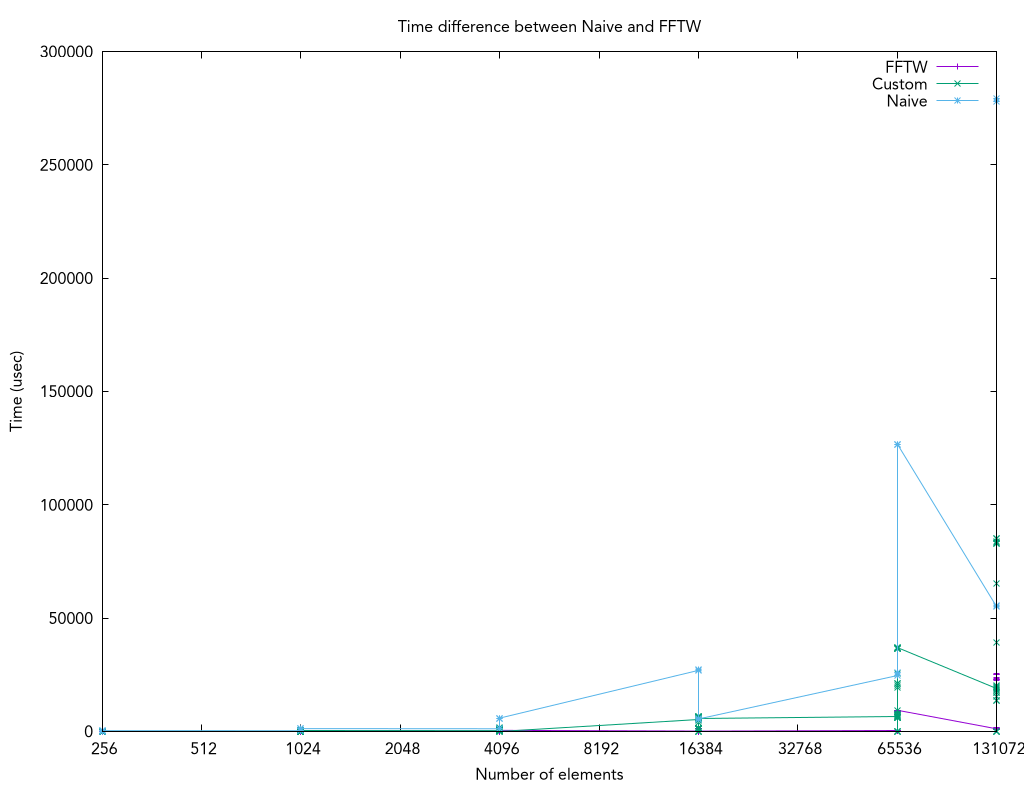 Time difference between Naive and FFTW
300000
250000
200000
150000
100000
50000
0
Time (usec)
FFTW
Custom
Naive
256 512 1024 2048 4096 8192 16384 32768 65536 131072
Number of elements